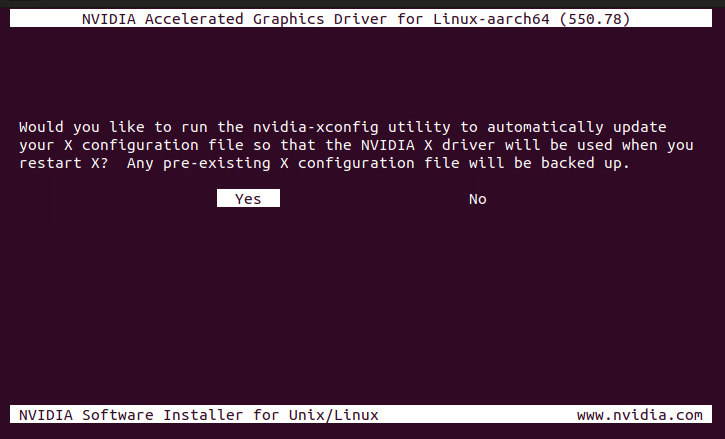 NVIDIA Accelerated Graphics Driver for Linux-aarch64 (550.78)
Would you like to run the nvidia-xconfig utility to automatically update
your X configuration file so that the NVIDIA X driver will be used when you
restart X?  Any pre-existing X configuration file will be backed up.
Yes No
NVIDIA Software Installer for Unix/Linux www.nvidia.com